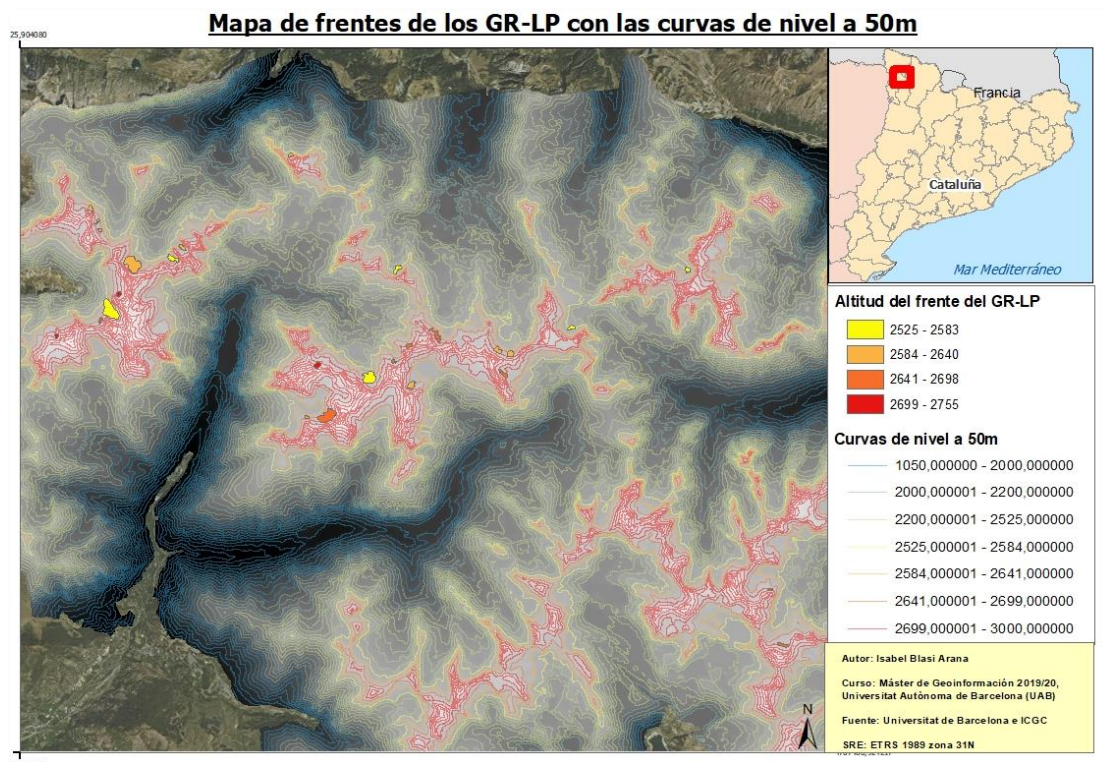 Mapa de frentes de los GR-LP con las curvas de nivel a 50m
25,904080
Francia
Cataluña
Mar Mediterráneo
Altitud del frente del GR-LP
2525 - 2583
2584 - 2640
2641 - 2698
2699 - 2755
Curvas de nivel a 50m
1050,000000 - 2000,000000
2000,000001 - 2200,000000
2200,000001 - 2525,000000
2525,000001 - 2584,000000
2584,000001 - 2641,000000
2641,000001 - 2699,000000
2699,000001 - 3000,000000
N
Autor: Isabel Blasi Arana
Curso: Máster de Geoinformación 2019/20,
Universitat Autònoma de Barcelona (UAB)
Fuente: Universitat de Barcelona e ICGC
SRE: ETRS 1989 zona 31N